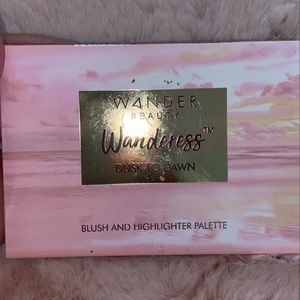 WANDER
BEAUTY
Wanderess™
DUSK TO DAWN
BLUSH AND HIGHLIGHTER PALETTE